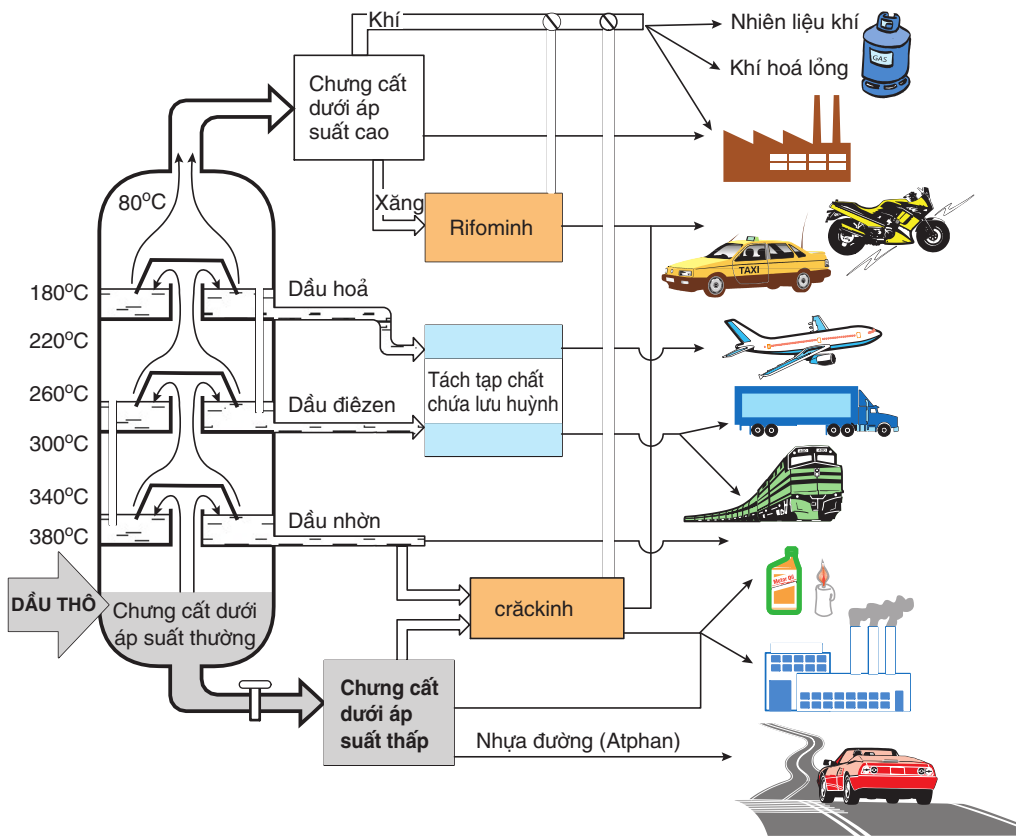 Khí
Nhiên liệu khí
GAS
Khí hoá lỏng
Chưng cất
dưới áp
suất cao
80°C
Xăng
Rifominh
TAXI
180°C
Dầu hoả
220°C
Tách tạp chất
chứa lưu huỳnh
260°C
Dầu điêzen
300°C
340°C
Dầu nhờn
380°C
Motor Oil
DẦU THÔ
Chưng cất dưới
áp suất thường
crăckinh
Chưng cất
dưới áp
suất thấp
Nhựa đường (Atphan)